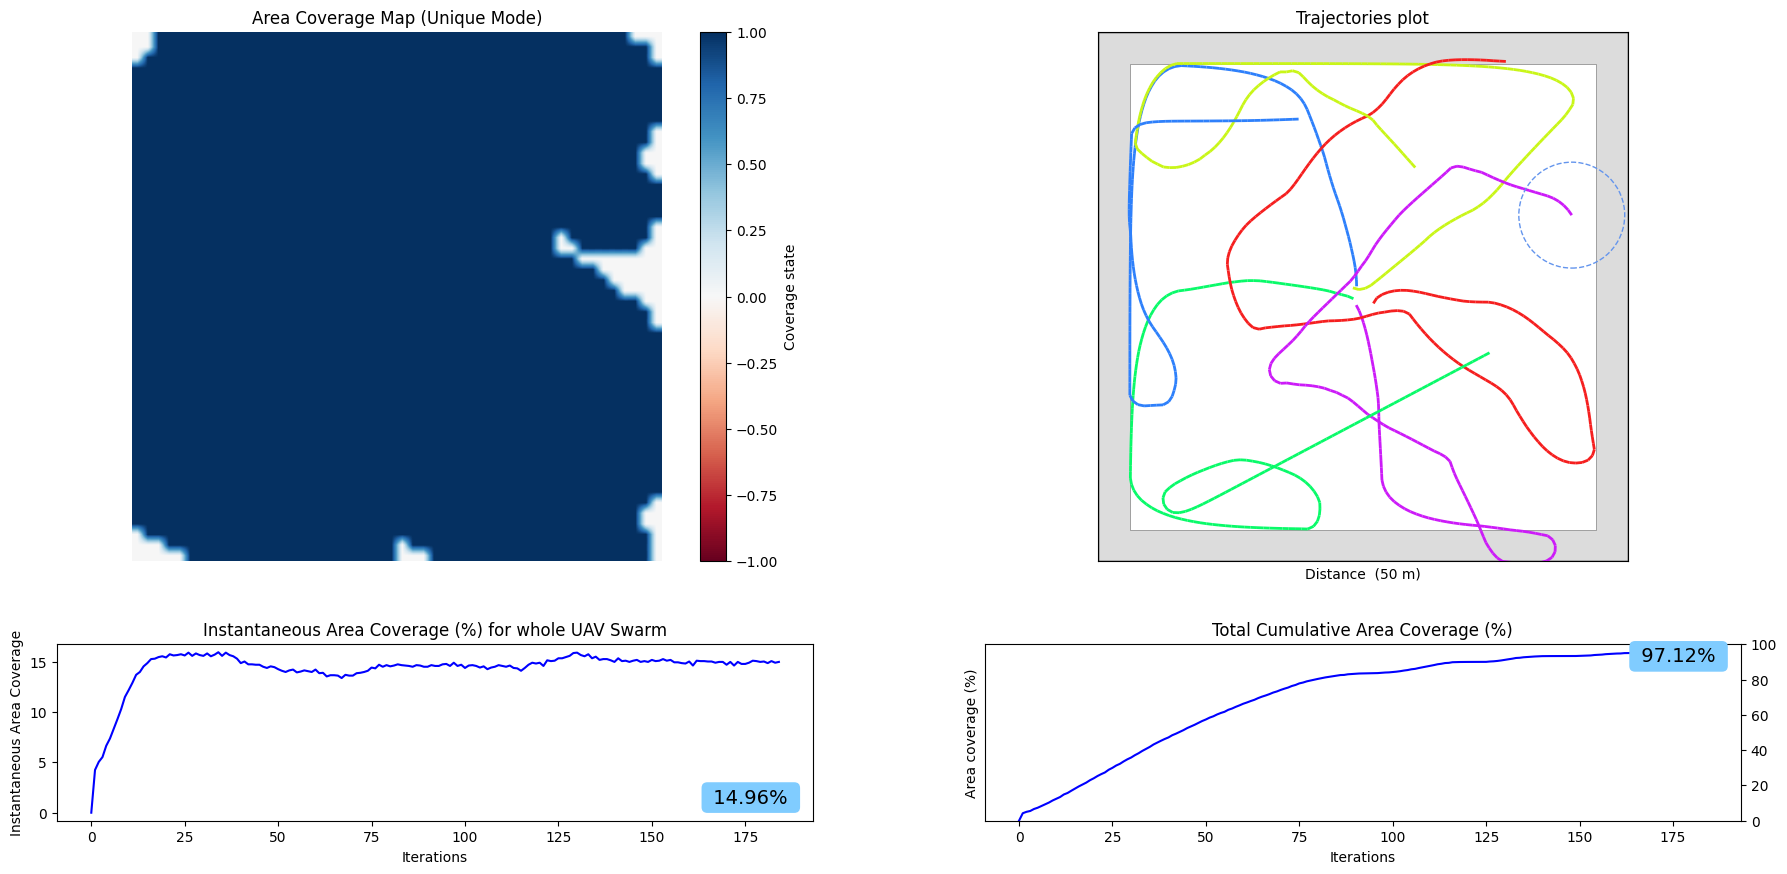 Area Coverage Map (Unique Mode)
1.00
0.75
0.50
0.25
0.00
−0.25
−0.50
−0.75
−1.00
Coverage state
Trajectories plot
Distance  (50 m)
Instantaneous Area Coverage (%) for whole UAV Swarm
Instantaneous Area Coverage
15
10
5
0
14.96%
0 25 50 75 100 125 150 175
Iterations
Total Cumulative Area Coverage (%)
Area coverage (%)
97.12%
100
80
60
40
20
0
0 25 50 75 100 125 150 175
Iterations